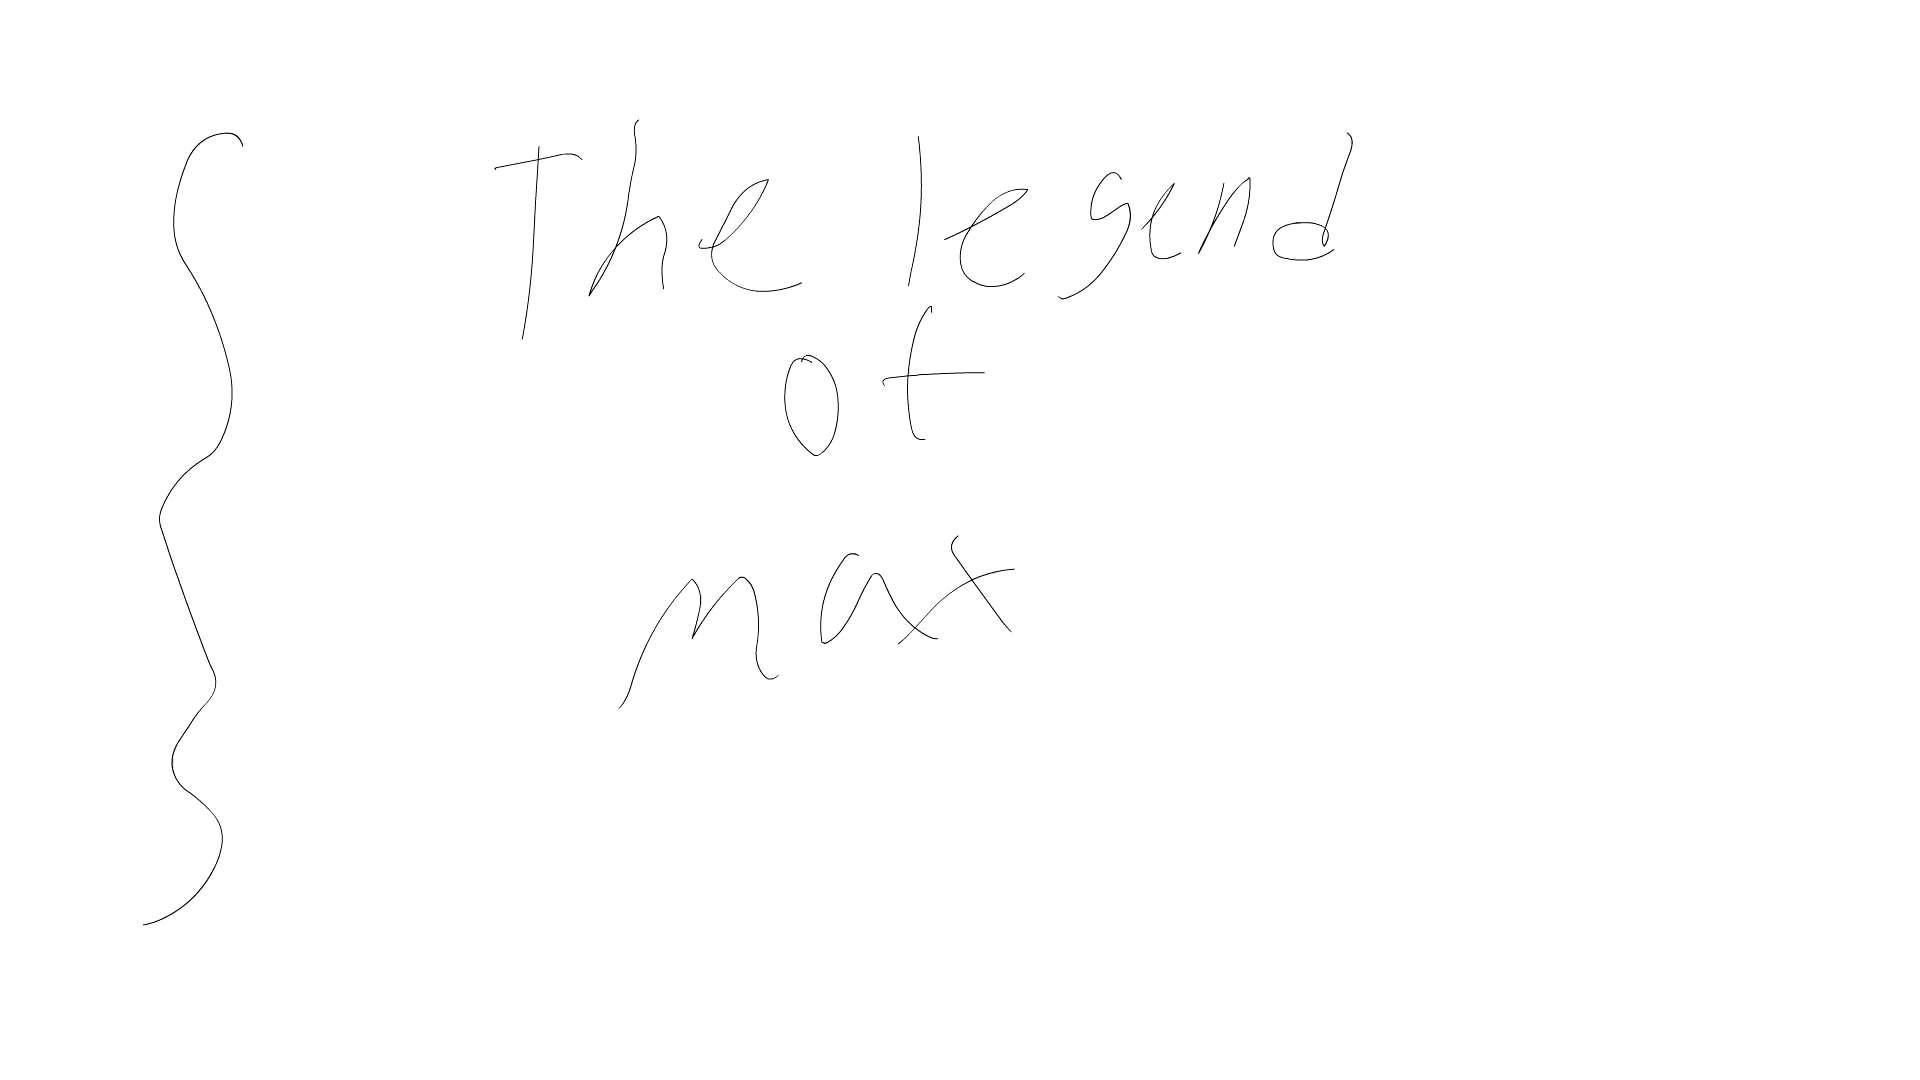 The legend
of
max